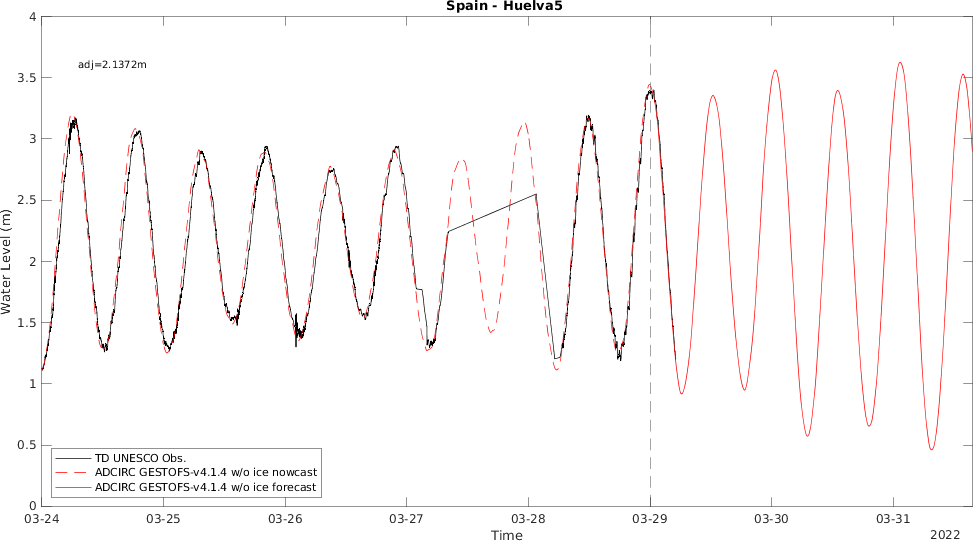 Spain - Huelva5
4
3.5
3
2.5
2
1.5
1
0.5
0
Water Level (m)
adj=2.1372m
TD UNESCO Obs.
ADCIRC GESTOFS-v4.1.4 w/o ice nowcast
ADCIRC GESTOFS-v4.1.4 w/o ice forecast
03-24 03-25 03-26 03-27 03-28 03-29 03-30 03-31
Time
2022